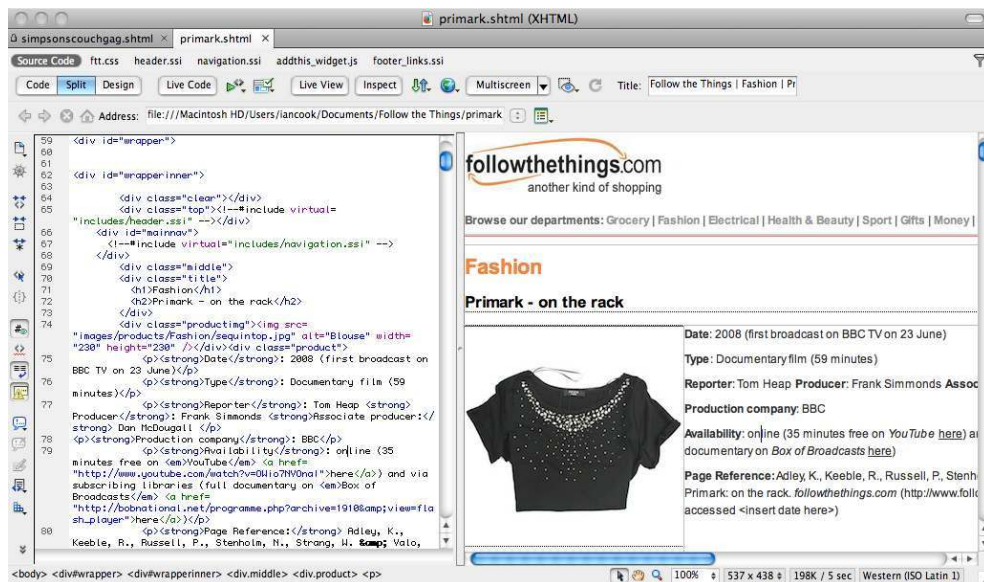 primark.shtml (XHTML)
simpsonscouchgag.shtml × primark.shtml ×
Source Code ftt.css header.ssi navigation.ssi addthis_widget.js footer_links.ssi
Code Split Design Live Code Live View Inspect Multiscreen Title: Follow the Things | Fashion | Pr
Address: file:///Macintosh HD/Users/iancook/Documents/Follow the Things/primark
59 <div id="wrapper">
60
61
62 <div id="wrapperinner">
63
64 <div class="clear"></div>
65 <div class="top"><!--#include virtual=
"includes/header.ssi" --></div>
66 <div id="mainnav">
67 <!--#include virtual="includes/navigation.ssi" -->
68 </div>
69 <div class="middle">
70 <div class="title">
71 <h1>Fashion</h1>
72 <h2>Primark - on the rack</h2>
73 </div>
74 <div class="productimg"><img src=
"images/products/Fashion/sequintop.jpg" alt="Blouse" width=
"230" height="230" /></div><div class="product">
75 <p><strong>Date</strong>: 2008 (first broadcast on
BBC TV on 23 June)</p>
76 <p><strong>Type</strong>: Documentary film (59
minutes)</p>
77 <p><strong>Reporter</strong>: Tom Heap <strong>
Producer</strong>: Frank Simmonds <strong>Associate producer:</
strong> Dan McDougall </p>
78 <p><strong>Production company</strong>: BBC</p>
79 <p><strong>Availability</strong>: online (35
minutes free on <em>YouTube</em> <a href=
>here</a>) and via
subscribing libraries (full documentary on <em>Box of
Broadcasts</em> <a href=
"http://bobnational.net/programme.php?archive=1910&amp;view=fla
sh_player">here</a>)</p>
80 <p><strong>Page Reference:</strong> Adley, K.,
Keeble, R., Russell, P., Stenholm, N., Strang, W. &amp; Valo,
followthethings.com
another kind of shopping
Browse our departments: Grocery | Fashion | Electrical | Health & Beauty | Sport | Gifts | Money |
Fashion
Primark - on the rack
Date: 2008 (first broadcast on BBC TV on 23 June)
Type: Documentary film (59 minutes)
Reporter: Tom Heap Producer: Frank Simmonds Assoc
Production company: BBC
Availability: online (35 minutes free on YouTube here) an
documentary on Box of Broadcasts here)
Page Reference: Adley, K., Keeble, R., Russell, P., Stenh
Primark: on the rack. followthethings.com (http://www.follo
accessed <insert date here>)
<body> <div#wrapper> <div#wrapperinner> <div.middle> <div.product> <p>
100% 537 x 438 198K / 5 sec Western (ISO Latin 1)